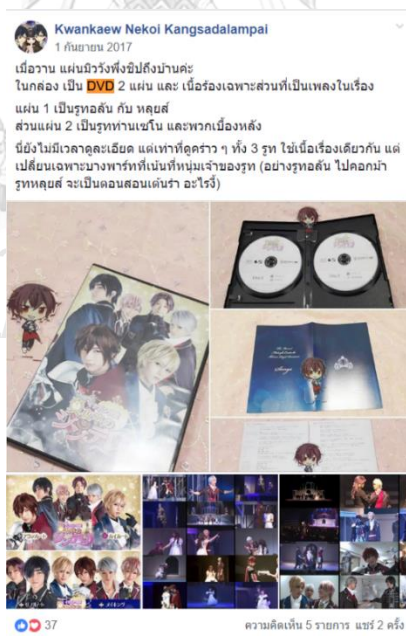 Kwankaew Nekoi Kangsadalampai
1 กันยายน 2017
เมื่อวาน แผ่นมิววังพึ่งชิปถึงบ้านค่ะ
ในกล่อง เป็น DVD 2 แผ่น และ เนื้อร้องเฉพาะส่วนที่เป็นเพลงในเรื่อง
แผ่น 1 เป็นรูทอลัน กับ หลุยส์
ส่วนแผ่น 2 เป็นรูทท่านเซโน และพวกเบื้องหลัง
นี่ยังไม่มีเวลาดูละเอียด แต่เท่าที่ดูคร่าว ๆ ทั้ง 3 รูท ใช้เนื้อเรื่องเดียวกัน แต่
เปลี่ยนเฉพาะบางพาร์ทที่เน้นที่หนุ่มเจ้าของรูท (อย่างรูทอลัน ไปคอกม้า
รูทหลุยส์ จะเป็นตอนสอนเต้นรำ อะไรงี้)
Songs
37
ความคิดเห็น 5 รายการ แชร์ 2 ครั้ง